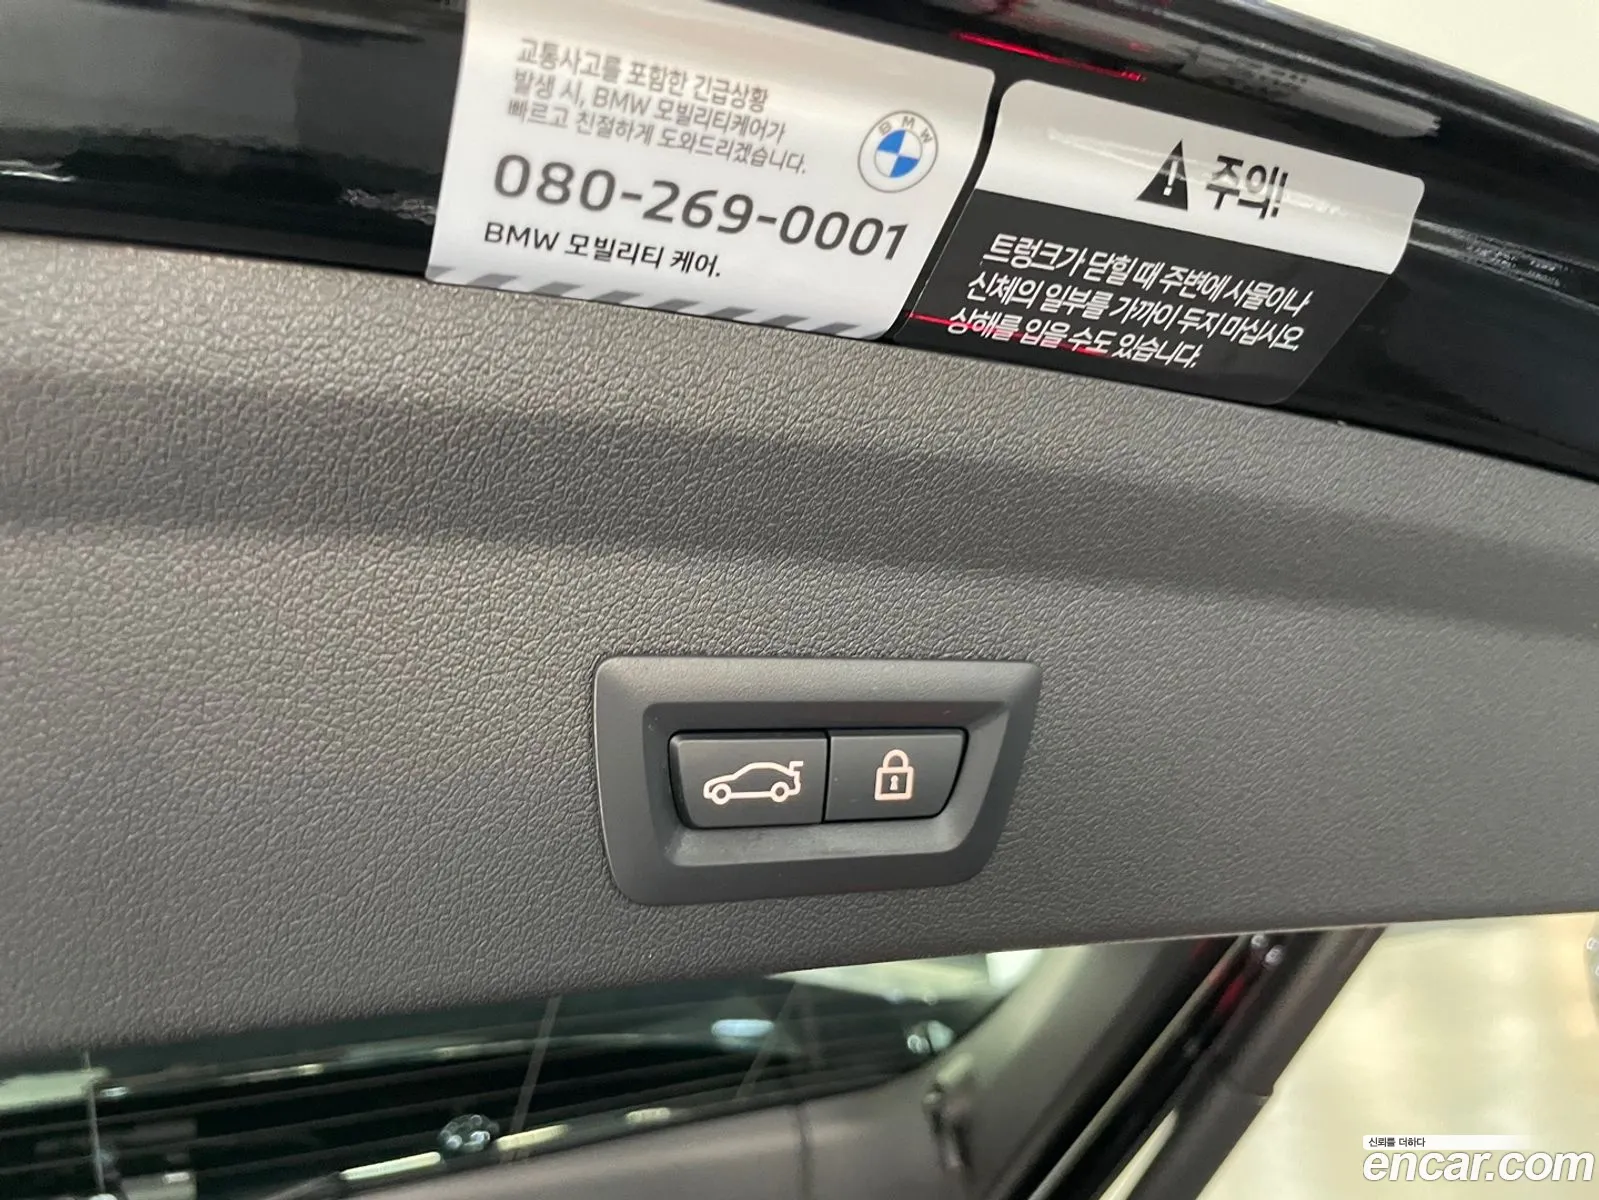 교통사고를 포함한 긴급상황
발생 시, BMW 모빌리티케어가
빠르고 친절하게 도와드리겠습니다.
080-269-0001
BMW 모빌리티 케어.
BMW
주의!
트렁크가 닫힐 때 주변에 사물이나
신체의 일부를 가까이 두지 마십시오.
상해를 입을 수도 있습니다.
신뢰를 더하다
encar.com